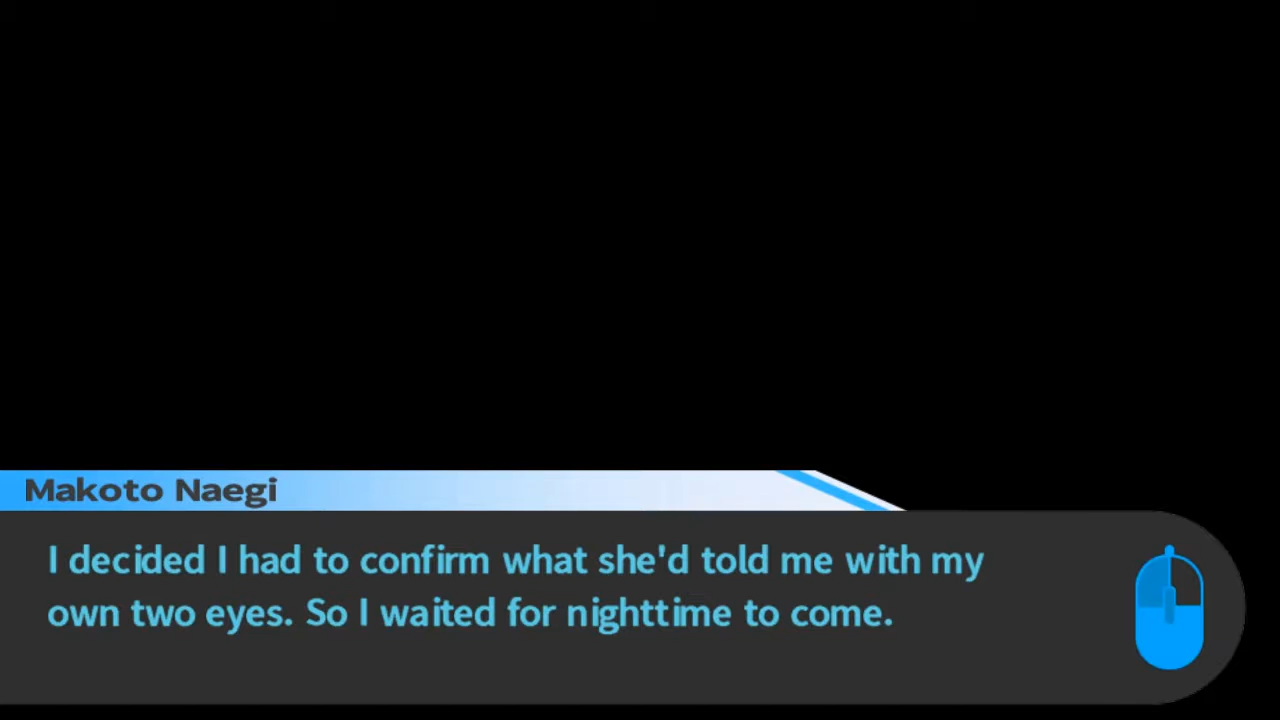 Makoto Naegi
I decided I had to confirm what she'd told me with my
own two eyes. So I waited for nighttime to come.